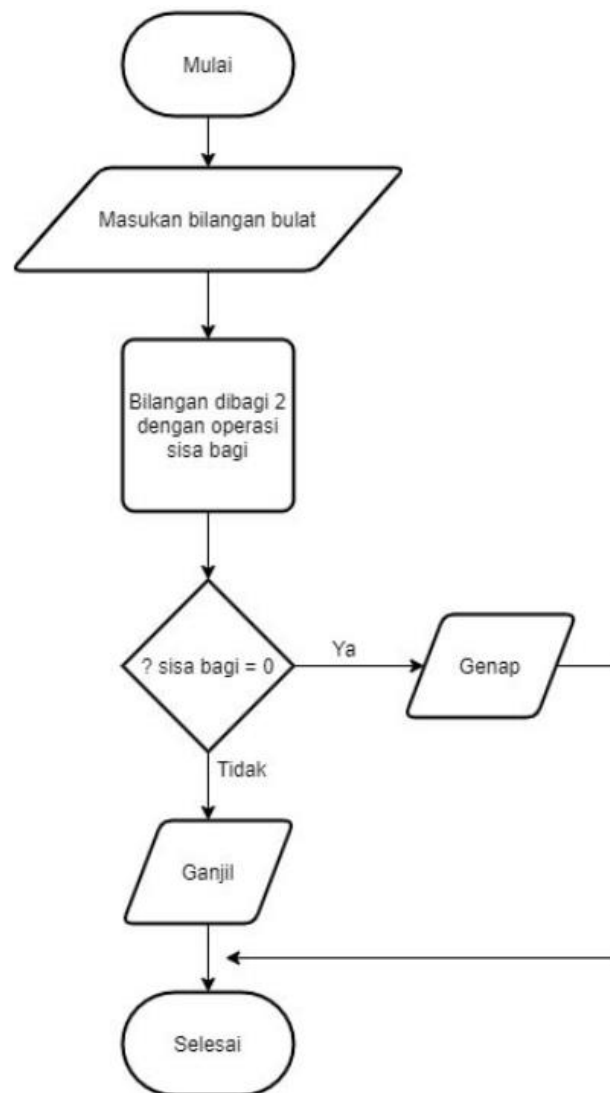 Mulai
Masukan bilangan bulat
Bilangan dibagi 2
dengan operasi
sisa bagi
? sisa bagi = 0
Ya
Genap
Tidak
Ganjil
Selesai